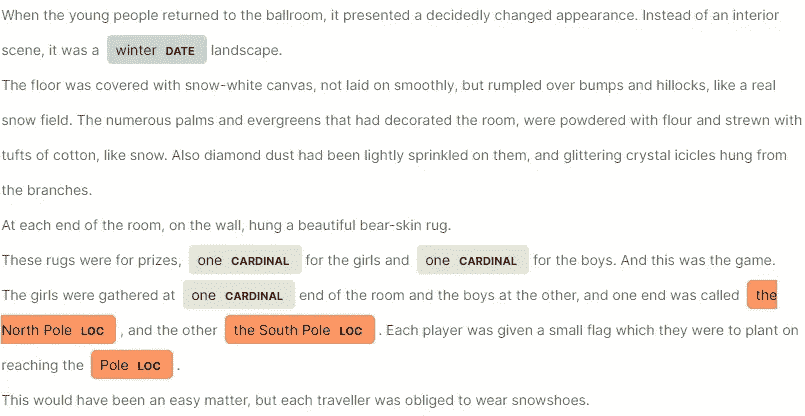 When the young people returned to the ballroom, it presented a decidedly changed appearance. Instead of an interior
scene, it was a winter DATE landscape.
The floor was covered with snow-white canvas, not laid on smoothly, but rumpled over bumps and hillocks, like a real
snow field. The numerous palms and evergreens that had decorated the room, were powdered with flour and strewn with
tufts of cotton, like snow. Also diamond dust had been lightly sprinkled on them, and glittering crystal icicles hung from
the branches.
At each end of the room, on the wall, hung a beautiful bear-skin rug.
These rugs were for prizes, one CARDINAL for the girls and one CARDINAL for the boys. And this was the game.
The girls were gathered at one CARDINAL end of the room and the boys at the other, and one end was called the
North Pole LOC , and the other the South Pole LOC . Each player was given a small flag which they were to plant on
reaching the Pole LOC .
This would have been an easy matter, but each traveller was obliged to wear snowshoes.